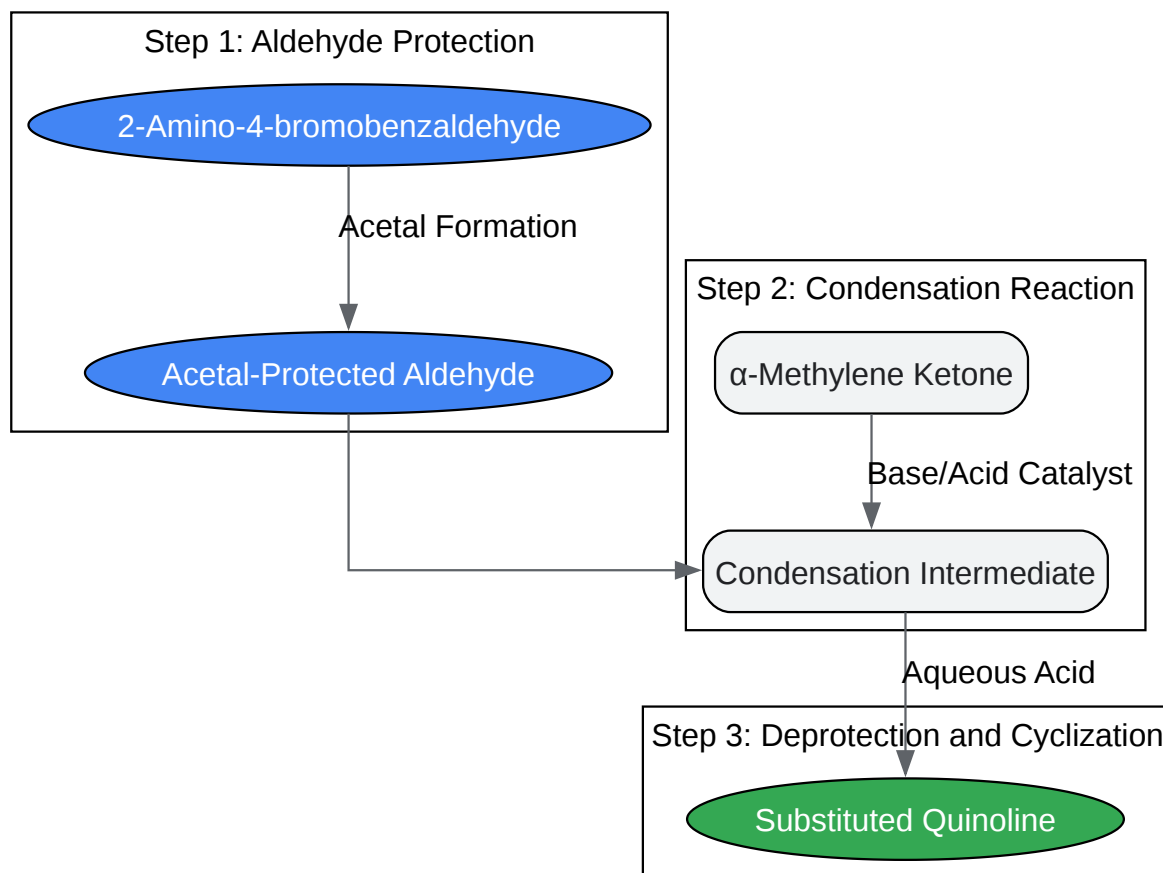 Step 1: Aldehyde Protection
2-Amino-4-bromobenzaldehyde
Acetal Formation
Acetal-Protected Aldehyde
Step 2: Condensation Reaction
α-Methylene Ketone
Base/Acid Catalyst
Condensation Intermediate
Aqueous Acid
Step 3: Deprotection and Cyclization
Substituted Quinoline